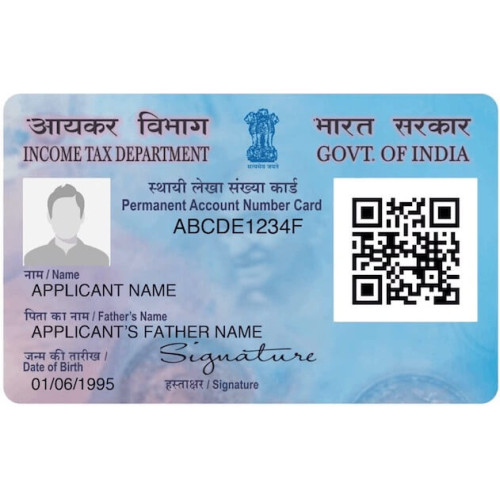 आयकर विभाग
INCOME TAX DEPARTMENT
सत्यमेव जयते
भारत सरकार
GOVT. OF INDIA
स्थायी लेखा संख्या कार्ड
Permanent Account Number Card
ABCDE1234F
नाम / Name
APPLICANT NAME
पिता का नाम / Father's Name
APPLICANT'S FATHER NAME
जन्म की तारीख /
Date of Birth
01/06/1995
Signature
हस्ताक्षर / Signature